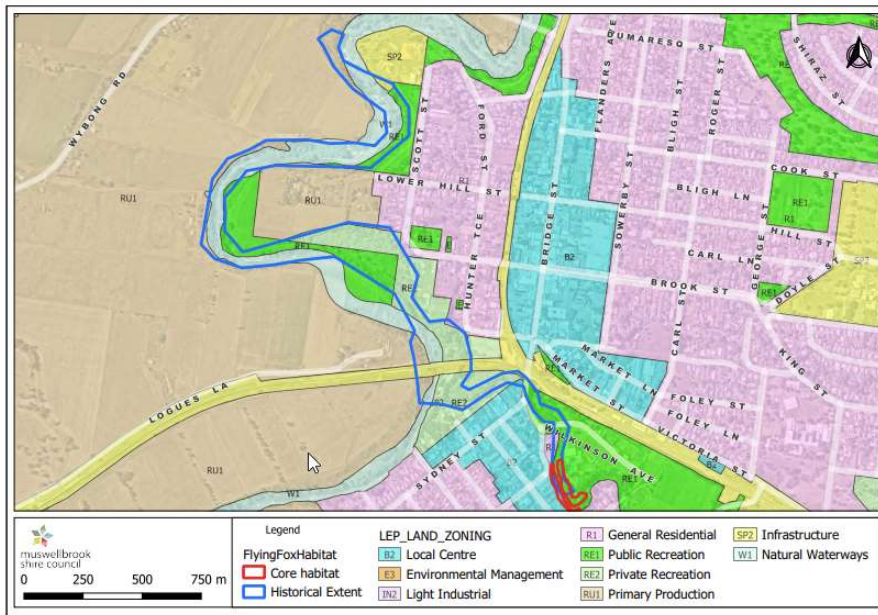 DUMARESQ ST
SHIRAZ ST
FLANDERS AVE
SP2
WYBONG RD
W1
RE1
SCOTT ST
FORD ST
R1
BLIGH ST
ROGER ST
COOK ST
LOWER HILL ST
BLIGH LN
RE1
R1
RU1
RU1
HILL ST
BRIDGE ST
SOWERBY ST
GEORGE ST
HUNTER TCE
RE1
RE1
B2
CARL LN
SP2
BROOK ST
DOYLE ST
RE1
RE2
CARL ST
KING ST
MARKET LN
MARKET ST
RE1
FOLEY ST
FOLEY LN
LOGUES LA
RE2
VICTORIA ST
WILKINSON AVE
SYDNEY ST
B2
RE1
RU1
W1
muswellbrook
shire council
0 250 500 750 m
Legend
FlyingFoxHabitat
Core habitat
Historical Extent
LEP_LAND_ZONING
B2 Local Centre
E3 Environmental Management
IN2 Light Industrial
R1 General Residential
RE1 Public Recreation
RE2 Private Recreation
RU1 Primary Production
SP2 Infrastructure
W1 Natural Waterways